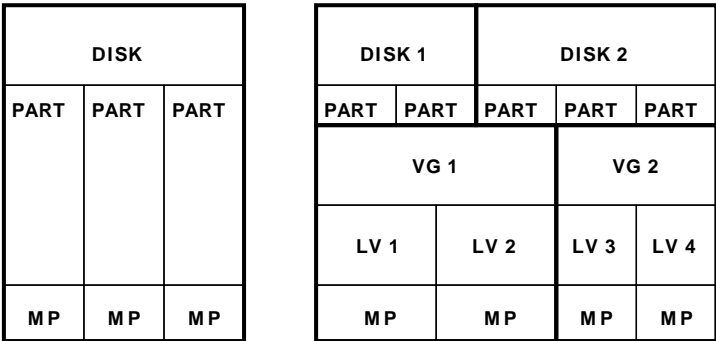 DISK
PART PART PART
MP MP MP
DISK 1 DISK 2
PART PART PART PART PART
VG 1 VG 2
LV 1 LV 2 LV 3 LV 4
MP MP MP MP